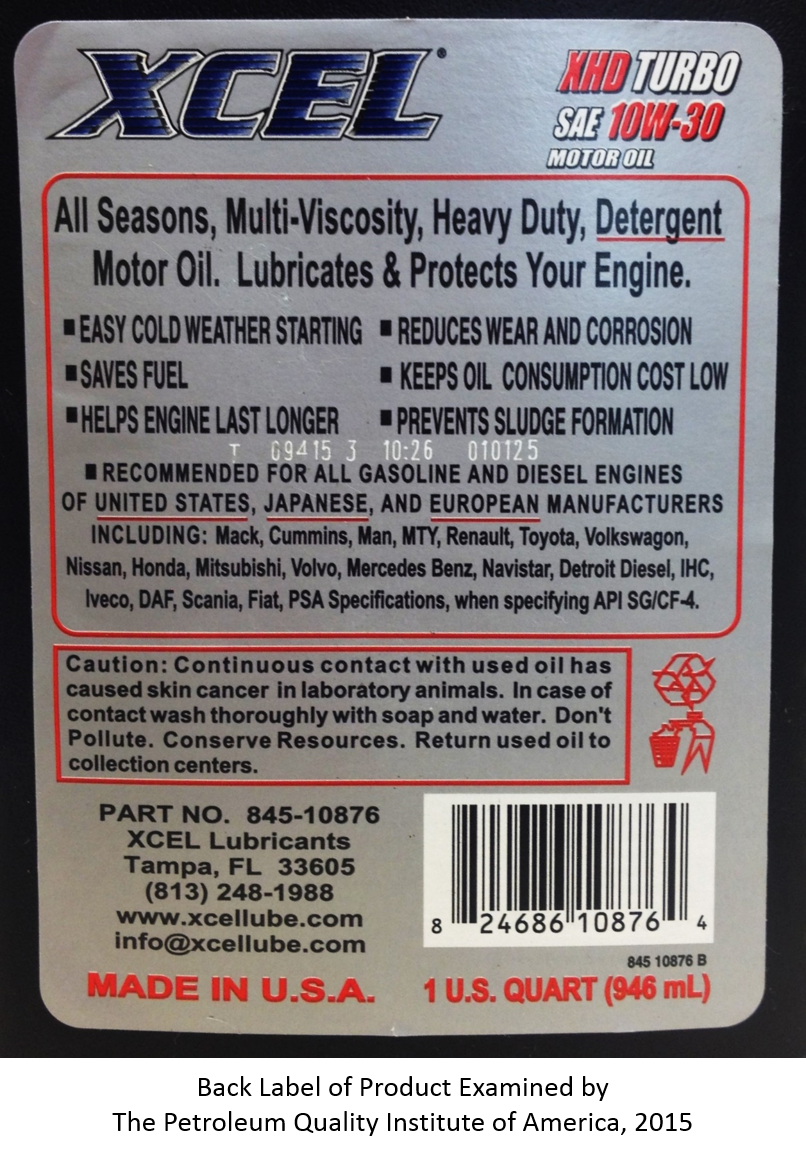 XCEL®
XHD TURBO
SAE 10W-30
MOTOR OIL
All Seasons, Multi-Viscosity, Heavy Duty, Detergent
Motor Oil. Lubricates & Protects Your Engine.
■ EASY COLD WEATHER STARTING ■ REDUCES WEAR AND CORROSION
■ SAVES FUEL ■ KEEPS OIL CONSUMPTION COST LOW
■ HELPS ENGINE LAST LONGER ■ PREVENTS SLUDGE FORMATION
T 09415 3 10:26 010125
■ RECOMMENDED FOR ALL GASOLINE AND DIESEL ENGINES
OF UNITED STATES, JAPANESE, AND EUROPEAN MANUFACTURERS
INCLUDING: Mack, Cummins, Man, MTY, Renault, Toyota, Volkswagon,
Nissan, Honda, Mitsubishi, Volvo, Mercedes Benz, Navistar, Detroit Diesel, IHC,
Iveco, DAF, Scania, Fiat, PSA Specifications, when specifying API SG/CF-4.
Caution: Continuous contact with used oil has
caused skin cancer in laboratory animals. In case of
contact wash thoroughly with soap and water. Don't
Pollute. Conserve Resources. Return used oil to
collection centers.
PART NO. 845-10876
XCEL Lubricants
Tampa, FL 33605
(813) 248-1988
www.xcellube.com
info@xcellube.com
MADE IN U.S.A.
8 24686 10876 4
845 10876 B
1 U.S. QUART (946 mL)
Back Label of Product Examined by
The Petroleum Quality Institute of America, 2015